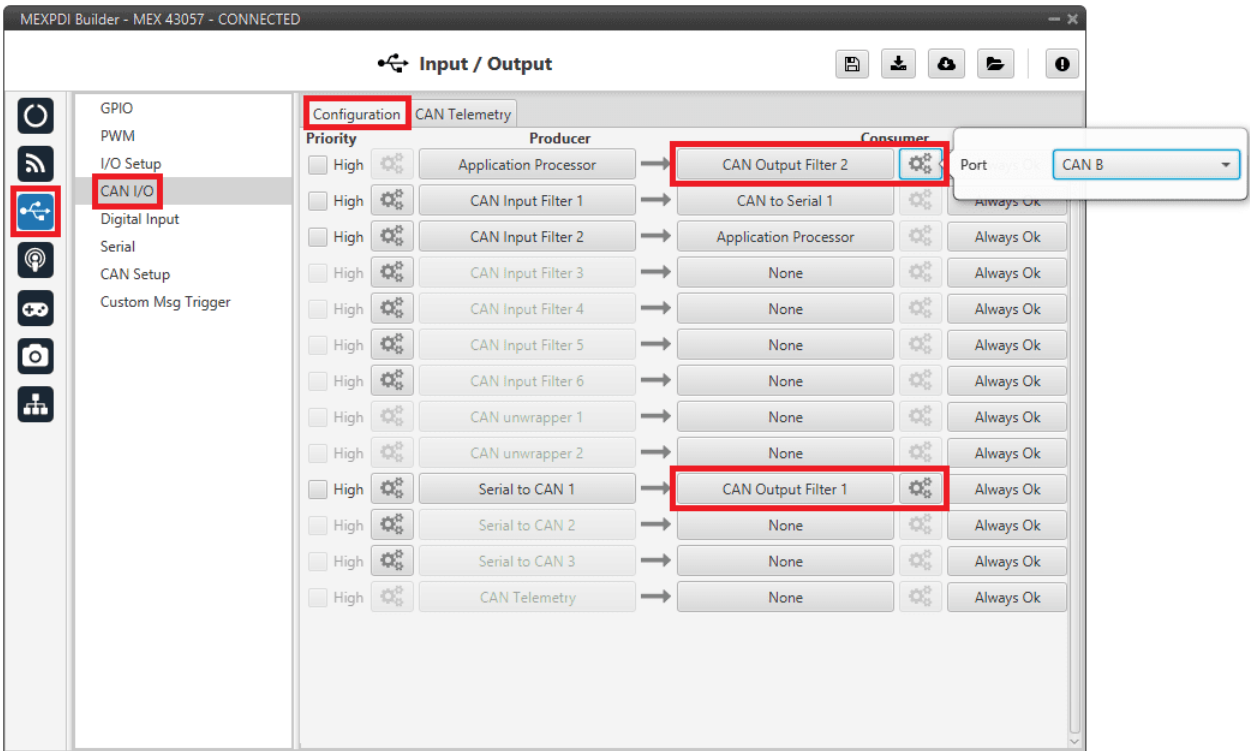 MEXPDI Builder - MEX 43057 - CONNECTED
Input / Output
GPIO
PWM
I/O Setup
CAN I/O
Digital Input
Serial
CAN Setup
Custom Msg Trigger
Configuration CAN Telemetry
Priority Producer Consumer
High Application Processor CAN Output Filter 2 Port CAN B
High CAN Input Filter 1 CAN to Serial 1 Always Ok
High CAN Input Filter 2 Application Processor Always Ok
High CAN Input Filter 3 None Always Ok
High CAN Input Filter 4 None Always Ok
High CAN Input Filter 5 None Always Ok
High CAN Input Filter 6 None Always Ok
High CAN unwrapper 1 None Always Ok
High CAN unwrapper 2 None Always Ok
High Serial to CAN 1 CAN Output Filter 1 Always Ok
High Serial to CAN 2 None Always Ok
High Serial to CAN 3 None Always Ok
High CAN Telemetry None Always Ok